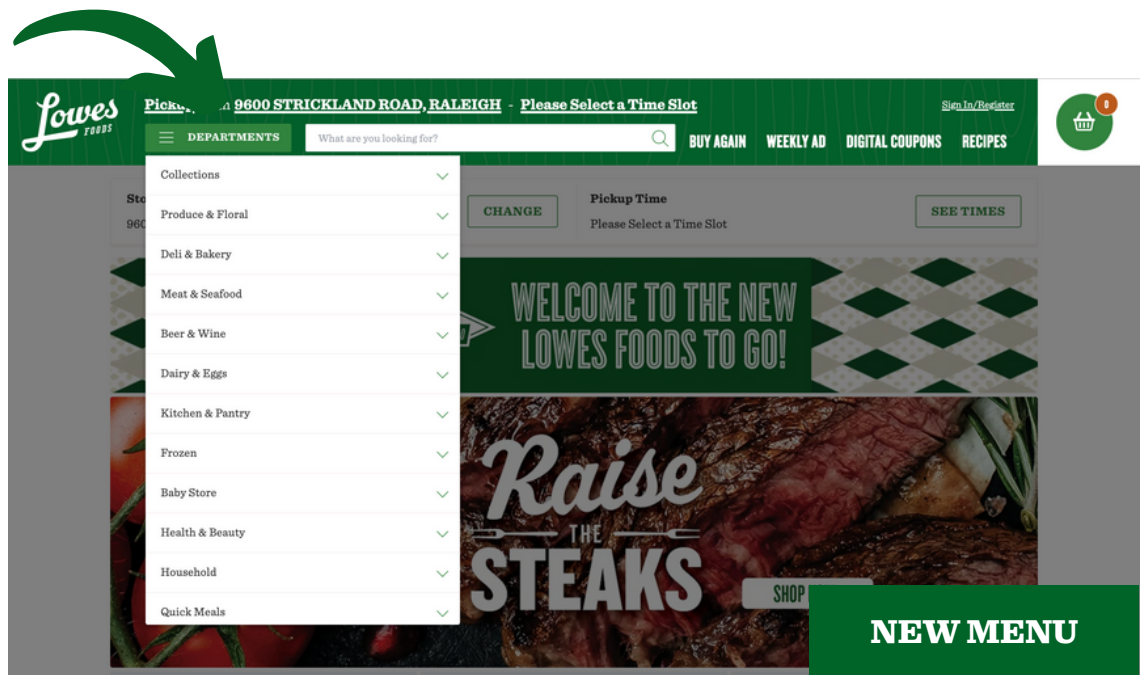 Lowes
FOODS
9600 STRICKLAND ROAD, RALEIGH - Please Select a Time Slot
Sign In/Register
0
DEPARTMENTS
What are you looking for?
BUY AGAIN
WEEKLY AD
DIGITAL COUPONS
RECIPES
Collections
Produce & Floral
Deli & Bakery
Meat & Seafood
Beer & Wine
Dairy & Eggs
Kitchen & Pantry
Frozen
Baby Store
Health & Beauty
Household
Quick Meals
CHANGE
Pickup Time
Please Select a Time Slot
SEE TIMES
WELCOME TO THE NEW
LOWES FOODS TO GO!
Raise
THE
STEAKS
SHOP
NEW MENU